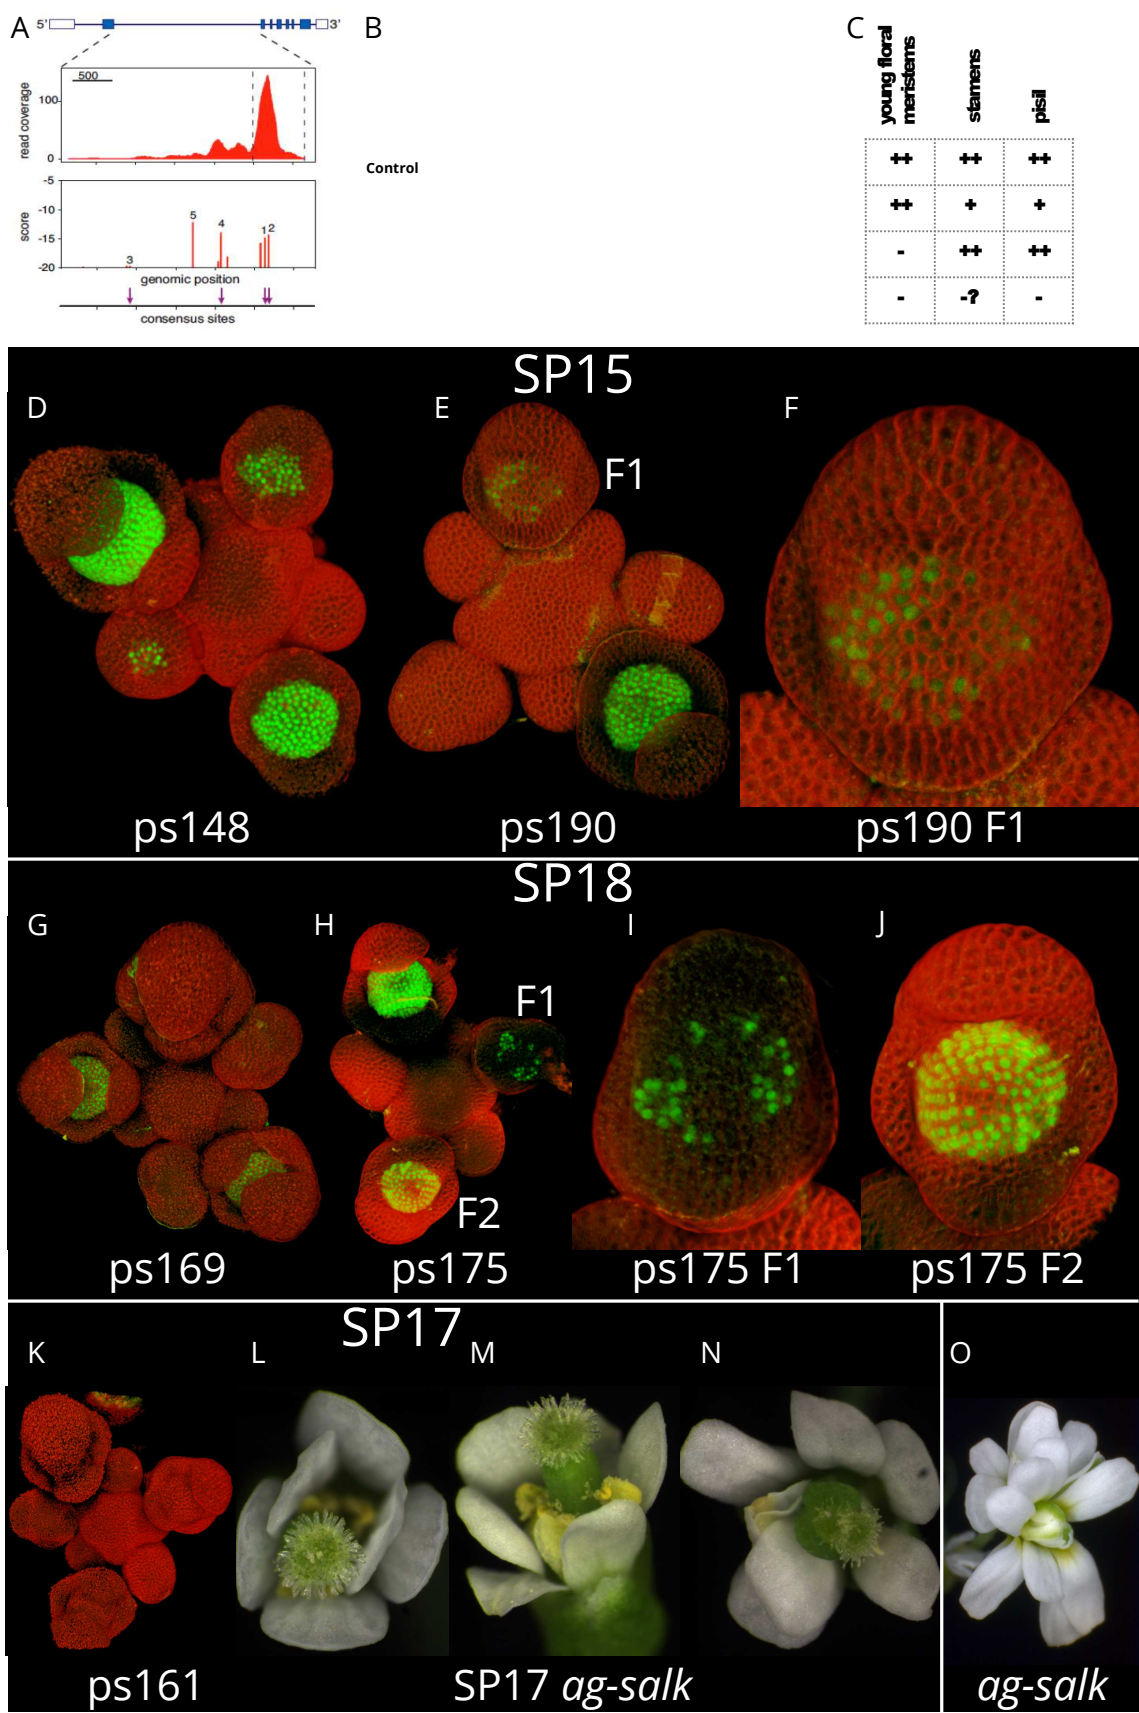 A
5'
3'
B
C
500
read coverage
100
0
young floral
meristems
stamens
pisil
Control
++ ++ ++
++ + +
- ++ ++
- -? -
score
-5
-10
-15
-20
5
4
3
1
2
genomic position
consensus sites
SP15
D
E
F
F1
ps148
ps190
ps190 F1
SP18
G
H
I
J
F1
F2
ps169
ps175
ps175 F1
ps175 F2
SP17
K
L
M
N
O
ps161
SP17 ag-salk
ag-salk